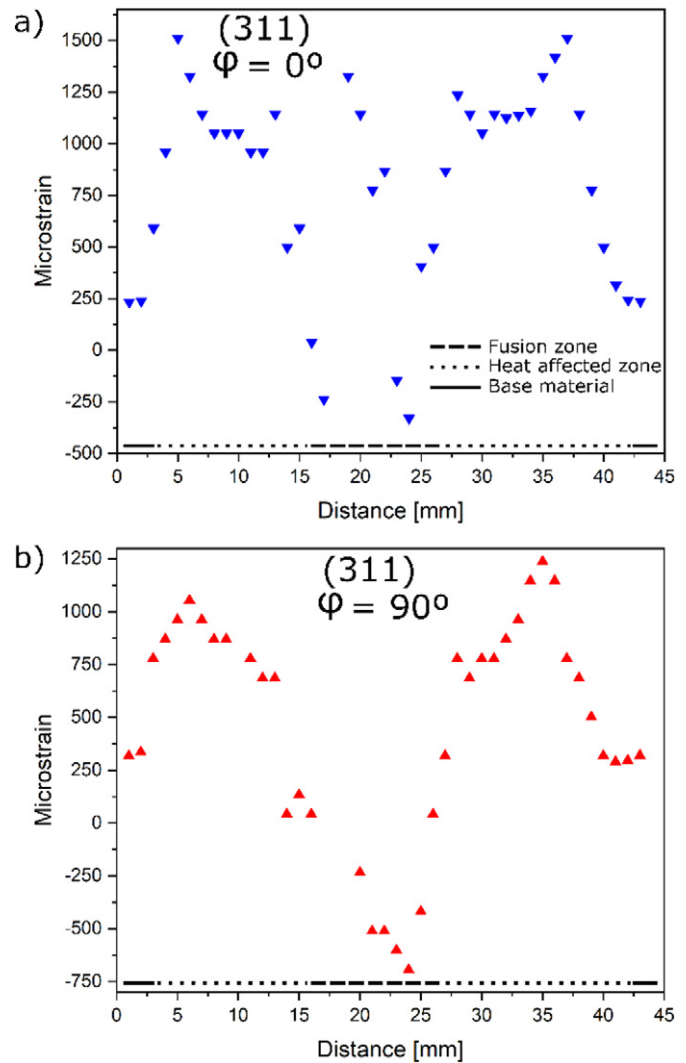 a)
(311)
φ = 0º
1500
1250
1000
750
500
250
0
-250
-500
Microstrain
Fusion zone
Heat affected zone
Base material
0 5 10 15 20 25 30 35 40 45
Distance [mm]
b)
(311)
φ = 90º
1250
1000
750
500
250
0
-250
-500
-750
Microstrain
0 5 10 15 20 25 30 35 40 45
Distance [mm]